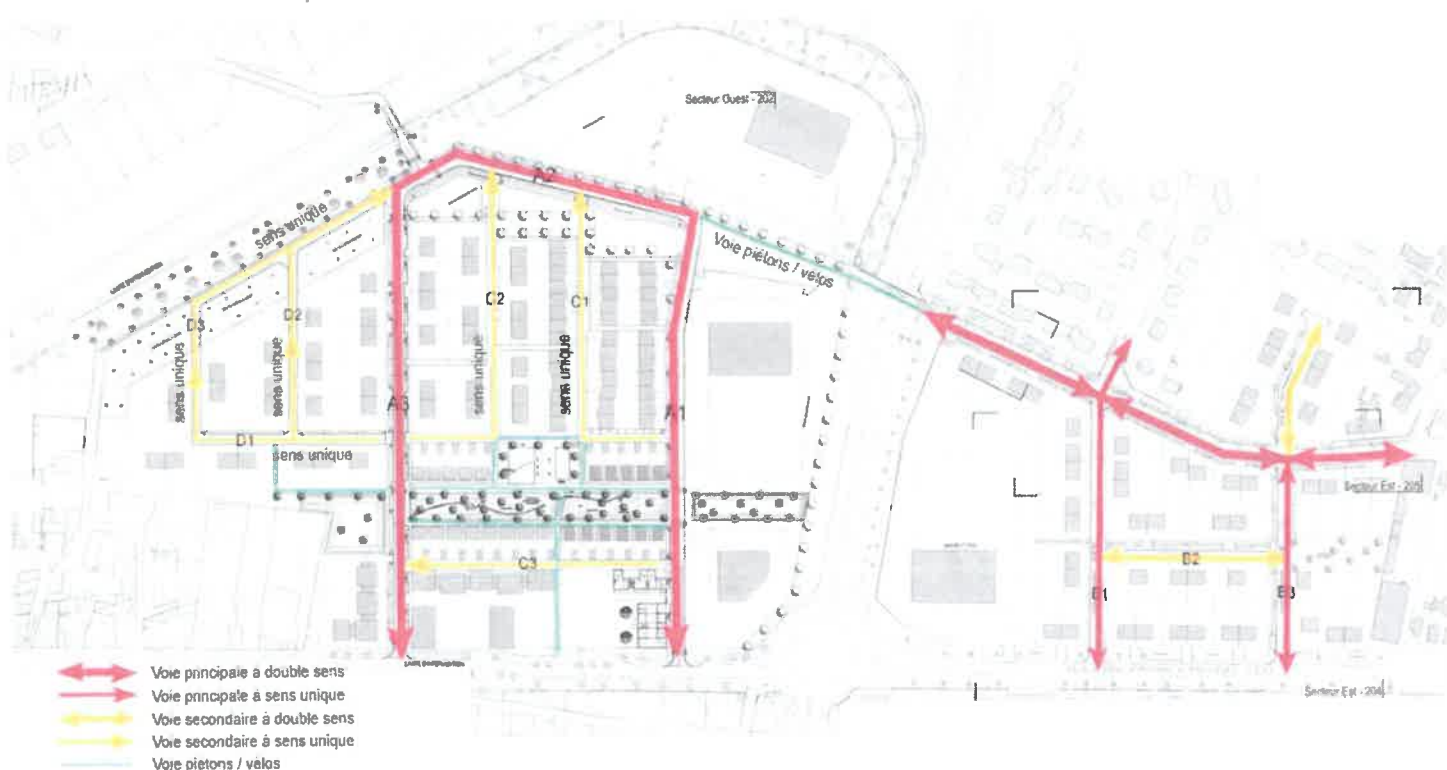 Secteur Ouest - 202
A2
sens unique
Voie piétons / vélos
D3
D2
C2
C1
sens unique
sens unique
sens unique
sens unique
A3
A1
D1
sens unique
Secteur Est - 205
C3
B2
B1
B3
Voie principale à double sens
Voie principale à sens unique
Voie secondaire à double sens
Voie secondaire à sens unique
Voie piétons / vélos
Secteur Est - 204